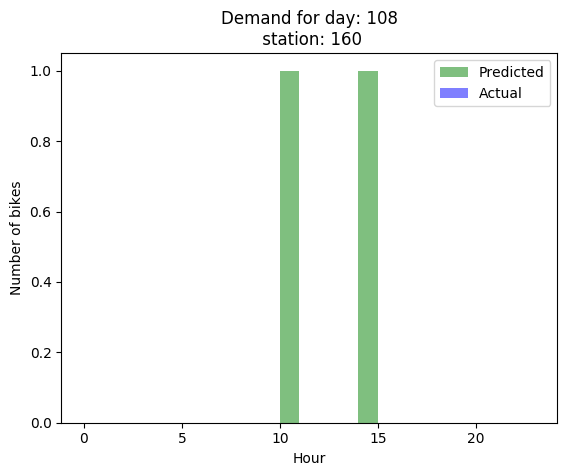 Demand for day: 108
station: 160
Predicted
Actual
1.0
0.8
0.6
0.4
0.2
0.0
Number of bikes
0 5 10 15 20
Hour